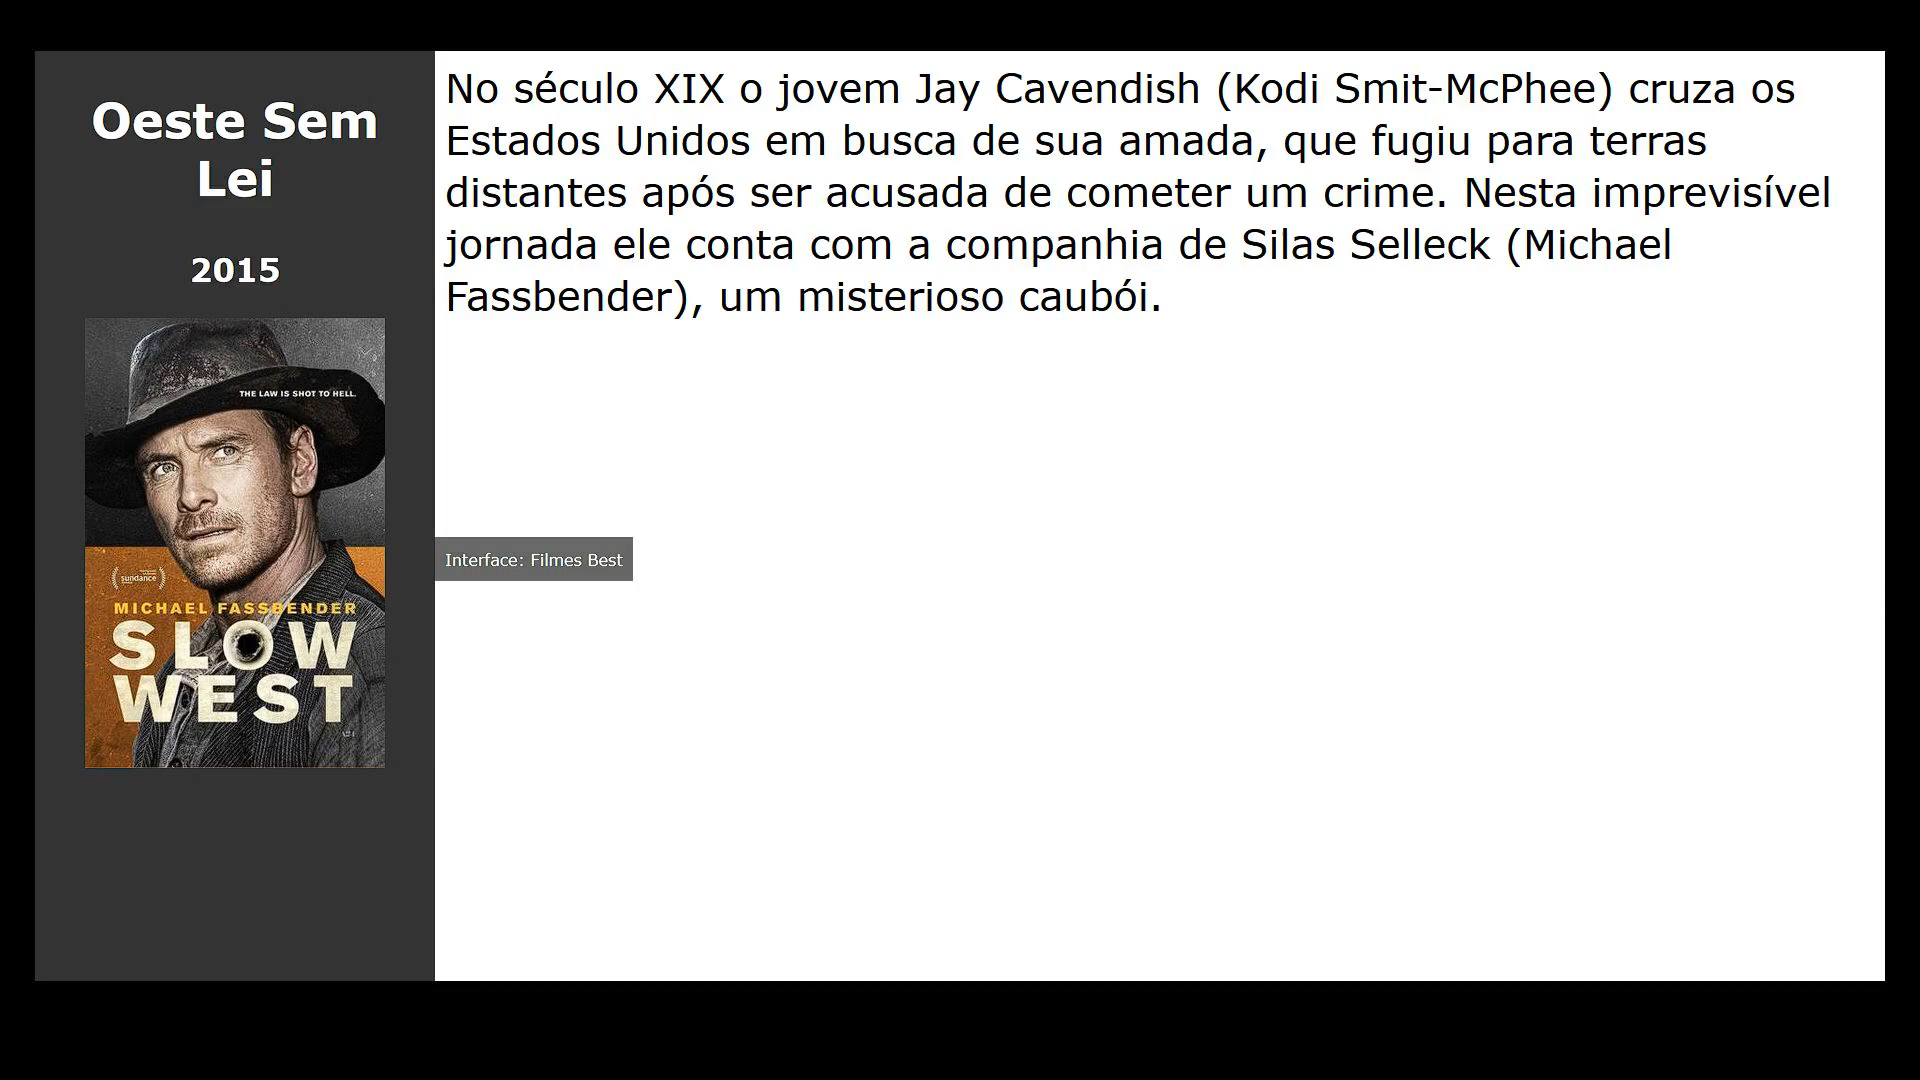 Oeste Sem
Lei
2015
THE LAW IS SHOT TO HELL.
sundance
MICHAEL FASSBENDER
SLOW
WEST
No século XIX o jovem Jay Cavendish (Kodi Smit-McPhee) cruza os
Estados Unidos em busca de sua amada, que fugiu para terras
distantes após ser acusada de cometer um crime. Nesta imprevisível
jornada ele conta com a companhia de Silas Selleck (Michael
Fassbender), um misterioso caubói.
Interface: Filmes Best